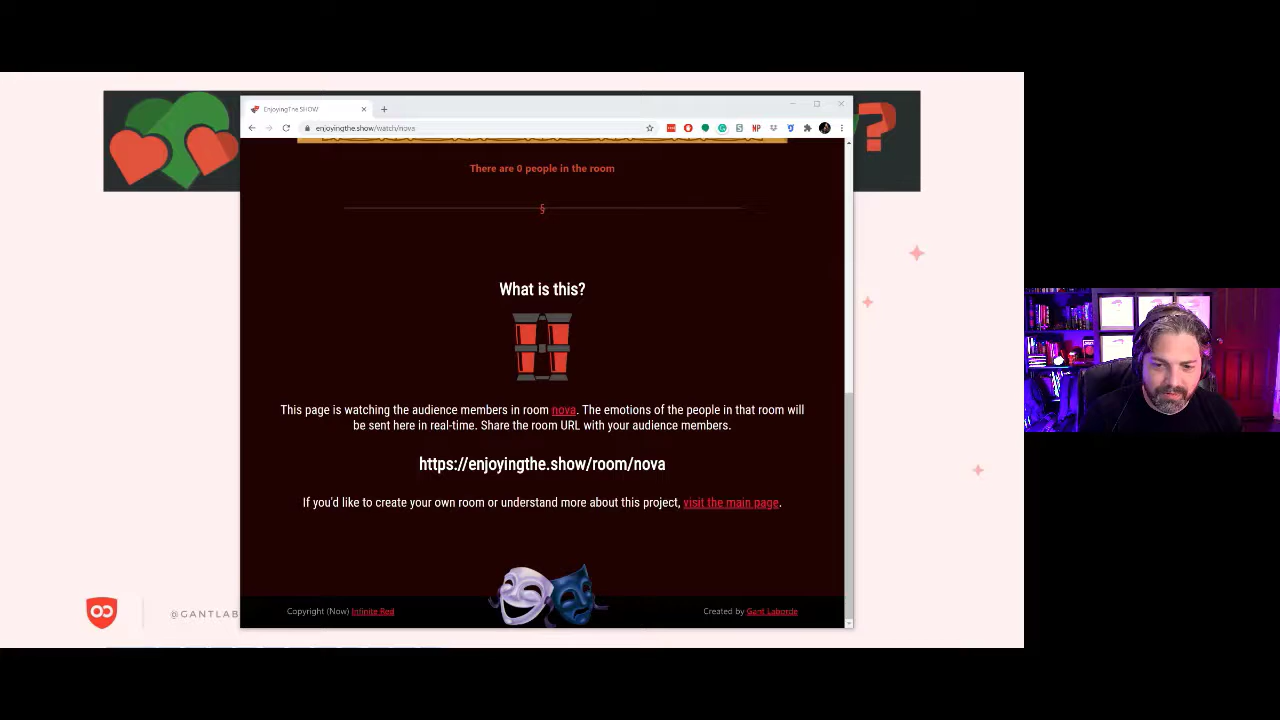 ?
EnjoyingThe SHOW
enjoyingthe.show/watch/nova
NP
There are 0 people in the room
§
What is this?
This page is watching the audience members in room nova. The emotions of the people in that room will
be sent here in real-time. Share the room URL with your audience members.
https://enjoyingthe.show/room/nova
If you'd like to create your own room or understand more about this project, visit the main page.
Copyright (Now) Infinite Red
Created by Gant Laborde
@GANTLAB